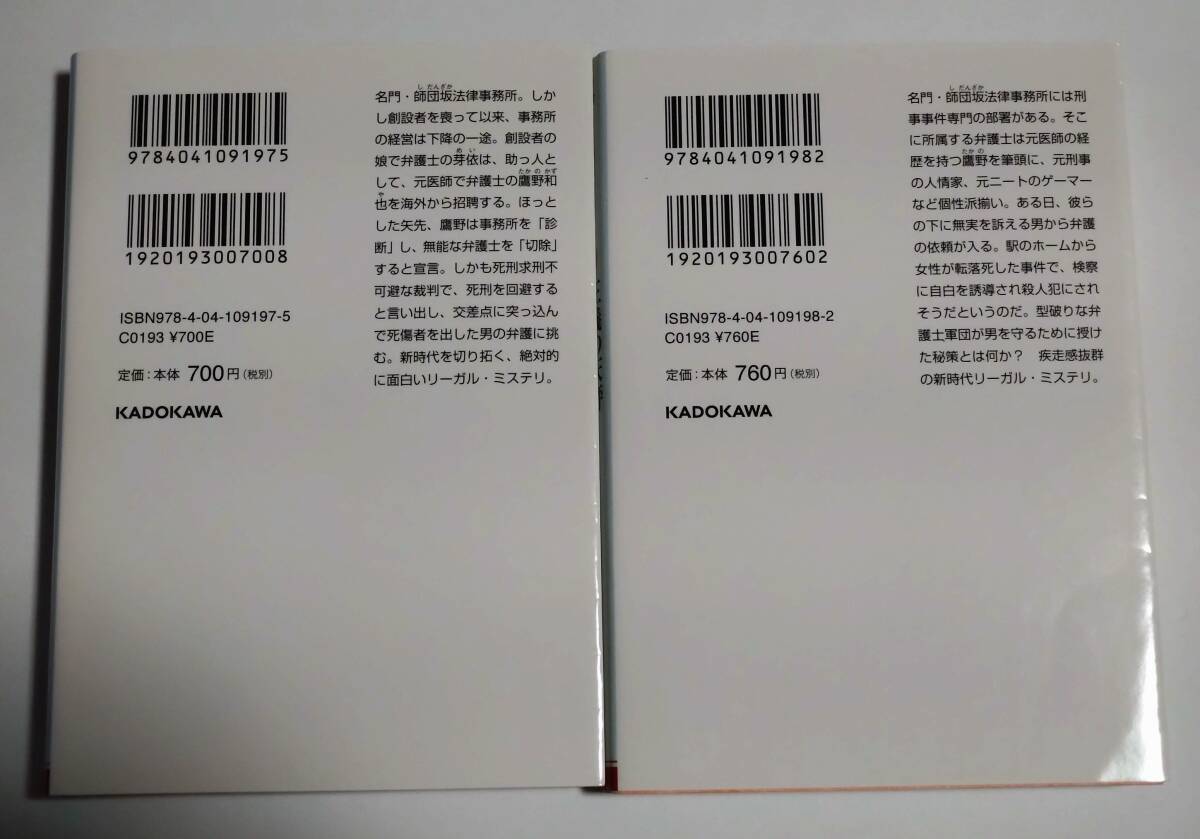 9784041091975
1920193007008
ISBN978-4-04-109197-5
C0193 ¥700E
定価：本体 700円（税別）
KADOKAWA
名門・師団坂法律事務所。しか
し創設者を喪って以来、事務所
の経営は下降の一途。創設者の
娘で弁護士の芽依は、助っ人と
して、元医師で弁護士の鷹野和
也を海外から招聘する。ほっと
した矢先、鷹野は事務所を「診
断」し、無能な弁護士を「切除」
すると宣言。しかも死刑求刑不
可避な裁判で、死刑を回避する
と言い出し、交差点に突っ込ん
で死傷者を出した男の弁護に挑
む。新時代を切り拓く、絶対的
に面白いリーガル・ミステリ。
9784041091982
1920193007602
ISBN978-4-04-109198-2
C0193 ¥760E
定価：本体 760円（税別）
KADOKAWA
名門・師団坂法律事務所には刑
事事件専門の部署がある。そこ
に所属する弁護士は元医師の経
歴を持つ鷹野を筆頭に、元刑事
の人情家、元ニートのゲーマー
など個性派揃い。ある日、彼ら
の下に無実を訴える男から弁護
の依頼が入る。駅のホームから
女性が転落死した事件で、検察
に自白を誘導され殺人犯にされ
そうだというのだ。型破りな弁
護士軍団が男を守るために授け
た秘策とは何か？ 疾走感抜群
の新時代リーガル・ミステリ。